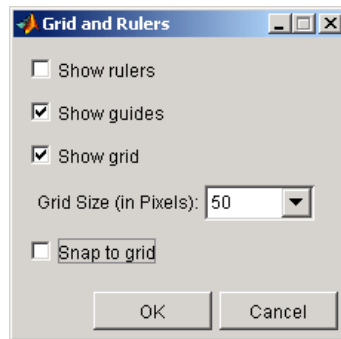 Grid and Rulers
Show rulers
Show guides
Show grid
Grid Size (in Pixels): 50
Snap to grid
OK Cancel